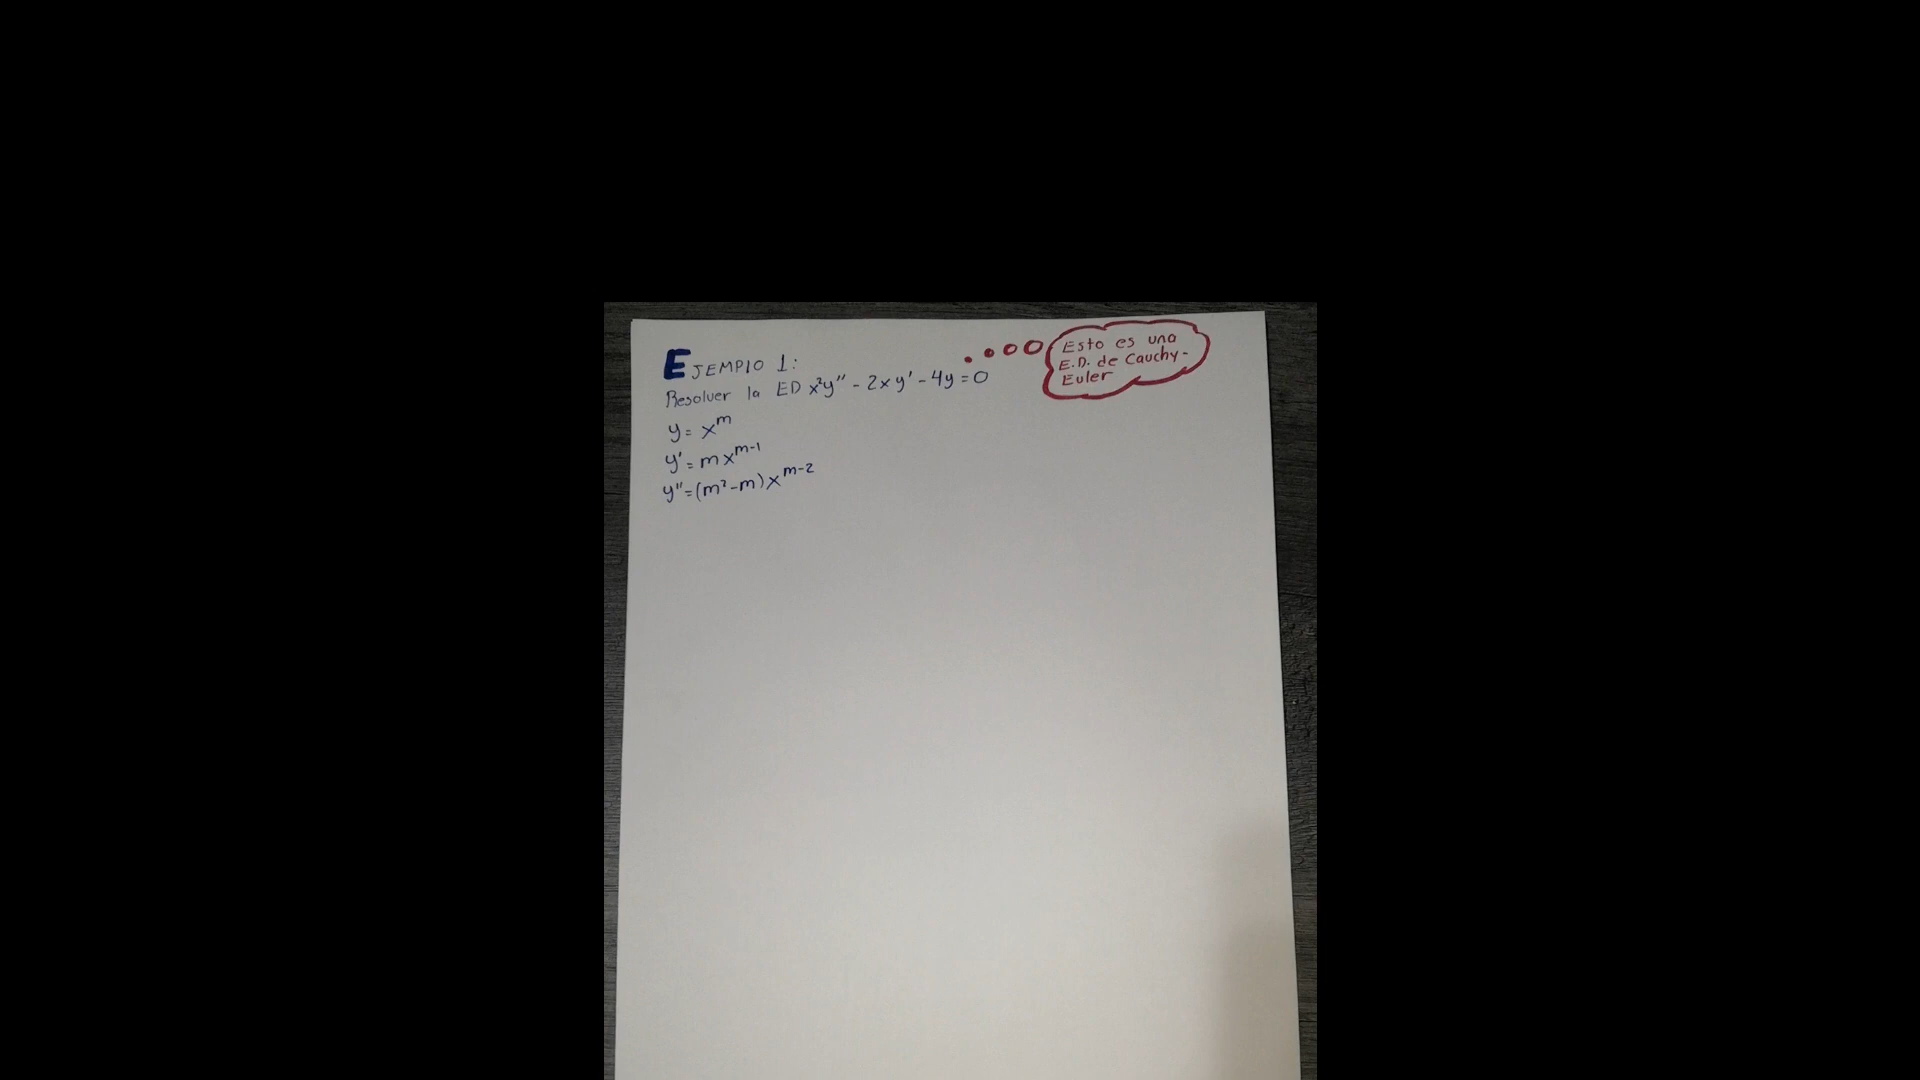 EJEMPLO 1:
Resolver la ED x²y'' - 2xy' - 4y = 0
Esto es una
E.D. de Cauchy-
Euler
y = x^m
y' = mx^{m-1}
y'' = (m² - m)x^{m-2}